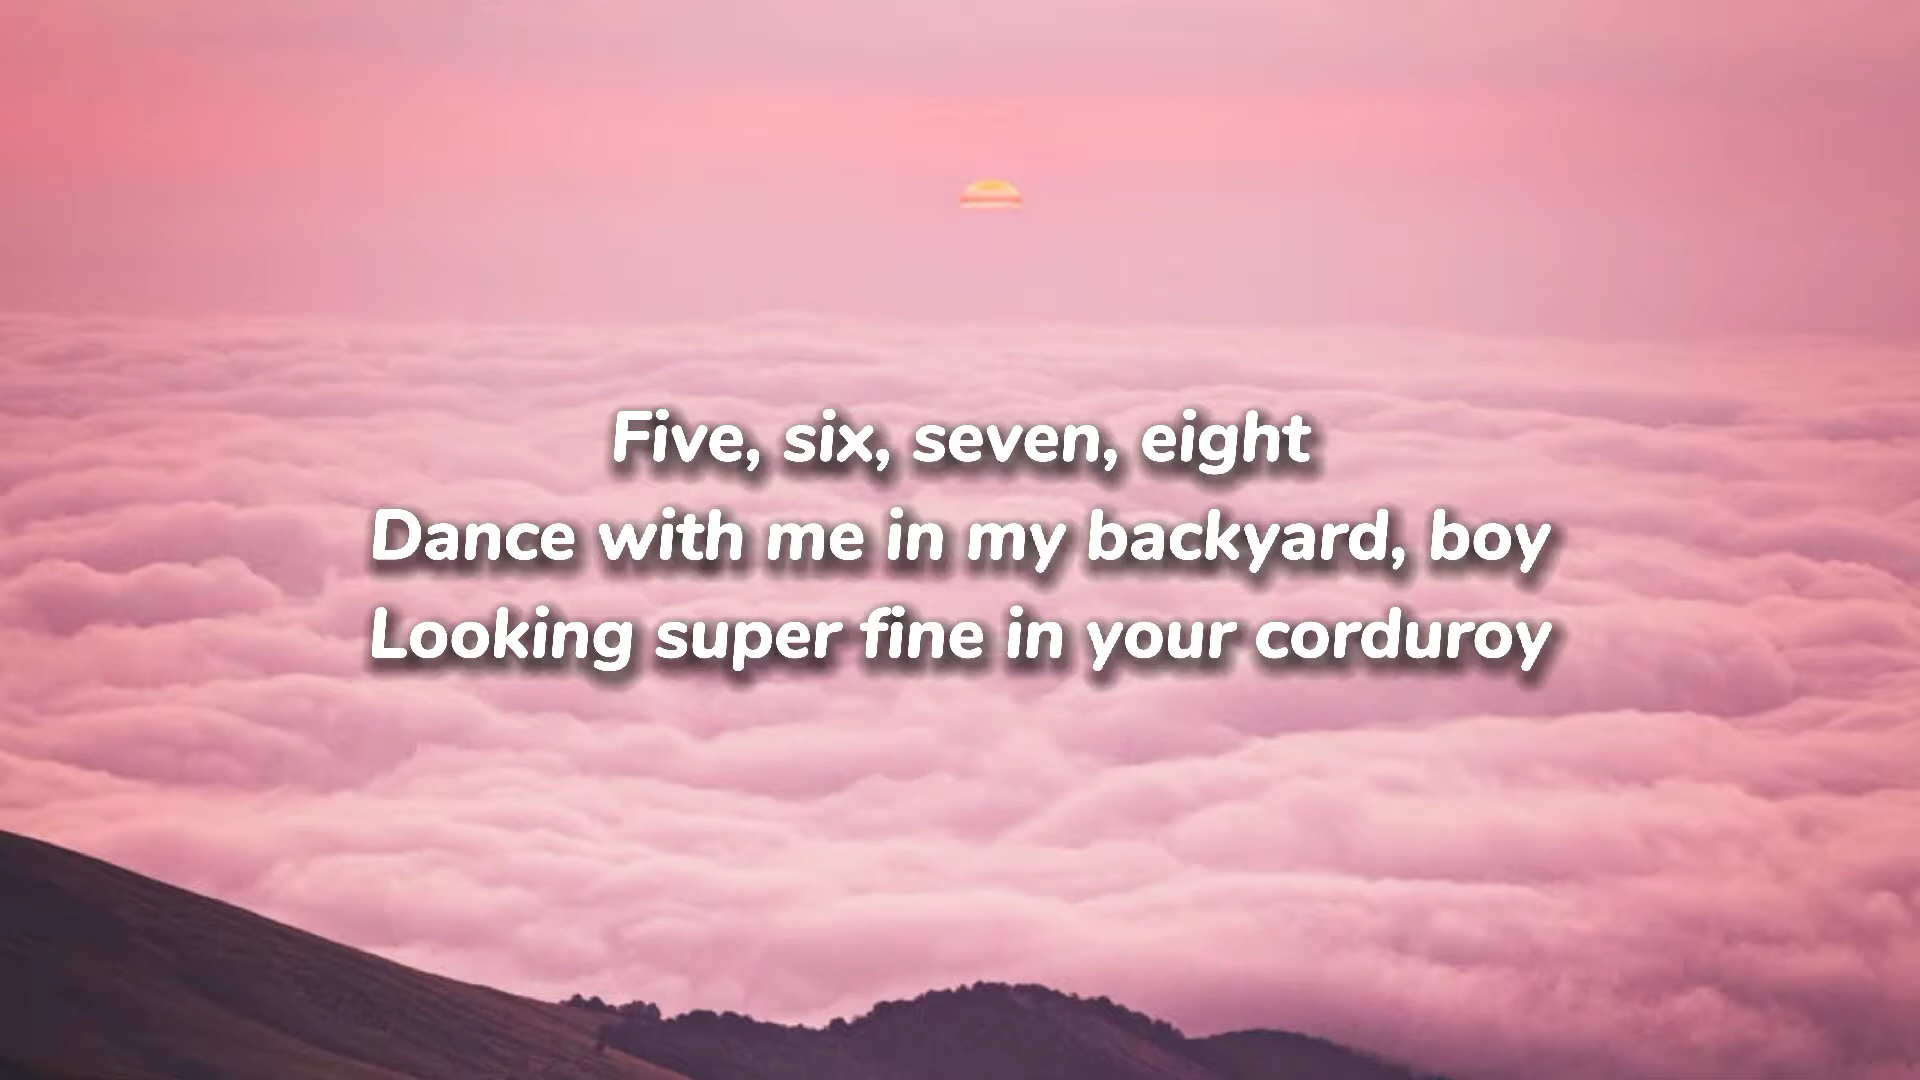 Five, six, seven, eight
Dance with me in my backyard, boy
Looking super fine in your corduroy